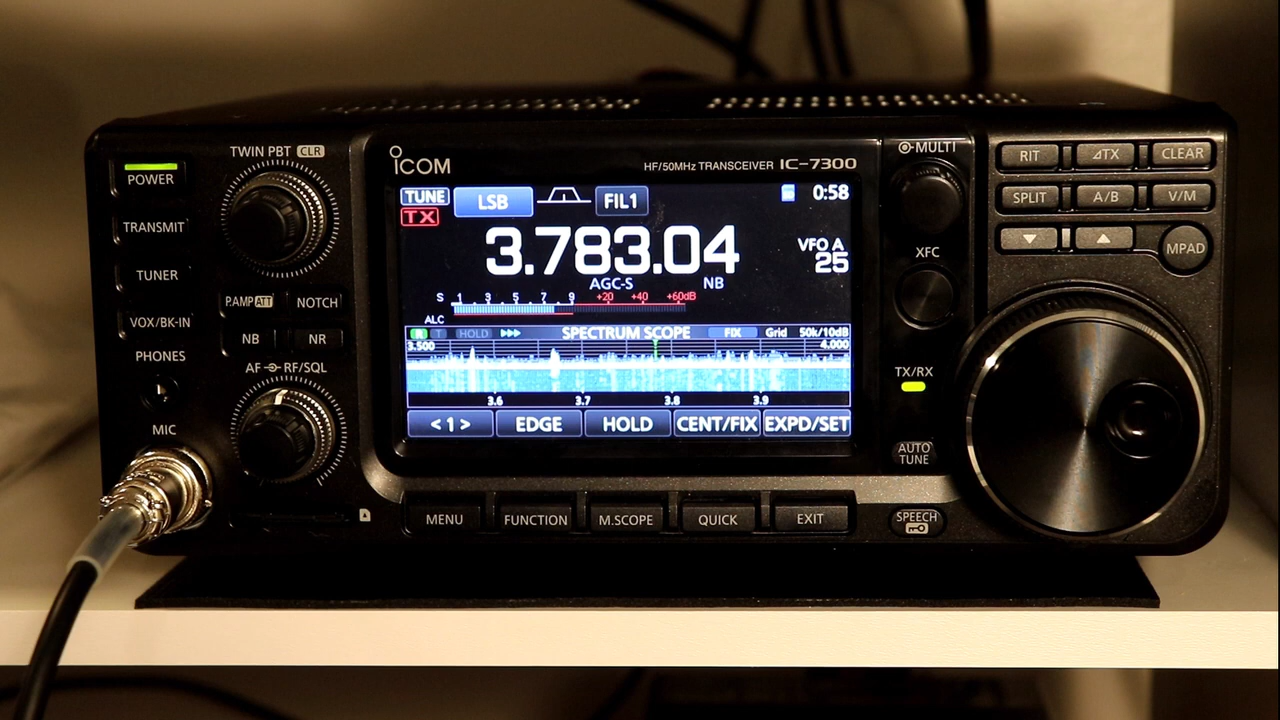 POWER
TRANSMIT
TUNER
VOX/BK-IN
PHONES
MIC
TWIN PBT CLR
P.AMP ATT NOTCH
NB NR
AF RF/SQL
ICOM
HF/50MHz TRANSCEIVER IC-7300
TUNE LSB FIL1 0:58
TX
3.783.04
VFO A
25
AGC-S NB
S 1 3 5 7 9 +20 +40 +60dB
ALC
HOLD SPECTRUM SCOPE FIX Grid 50k/10dB
3.500 4.000
3.6 3.7 3.8 3.9
<1> EDGE HOLD CENT/FIX EXPD/SET
MENU FUNCTION M.SCOPE QUICK EXIT
MULTI
XFC
TX/RX
AUTO
TUNE
SPEECH
RIT ⊿TX CLEAR
SPLIT A/B V/M
MPAD